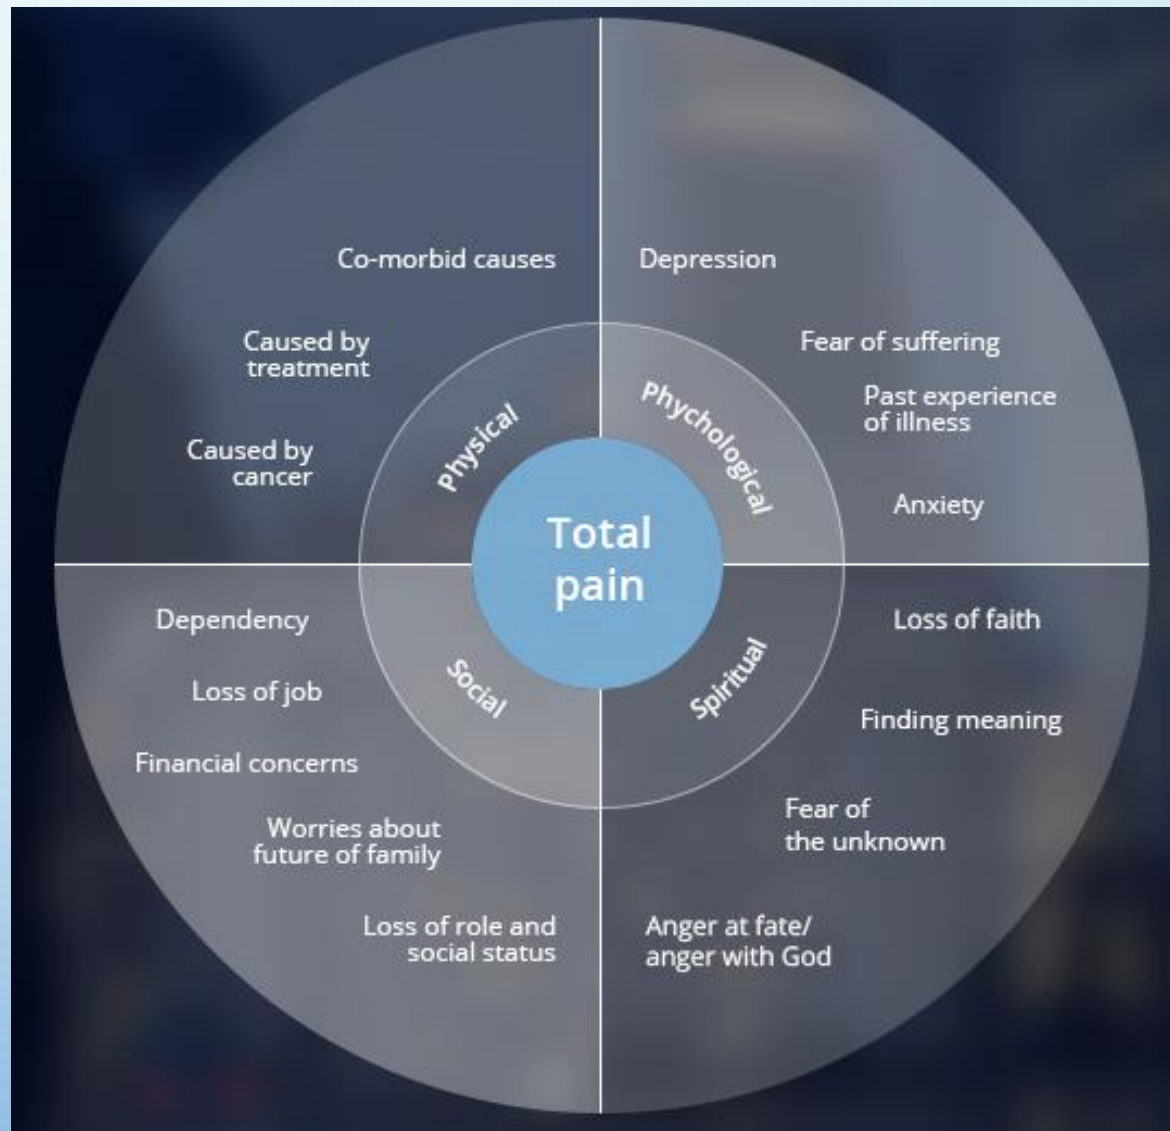 Co-morbid causes
Caused by
treatment
Caused by
cancer
Physical
Depression
Fear of suffering
Past experience
of illness
Anxiety
Phychological
Total
pain
Dependency
Loss of job
Financial concerns
Worries about
future of family
Loss of role and
social status
Social
Loss of faith
Finding meaning
Fear of
the unknown
Anger at fate/
anger with God
Spiritual